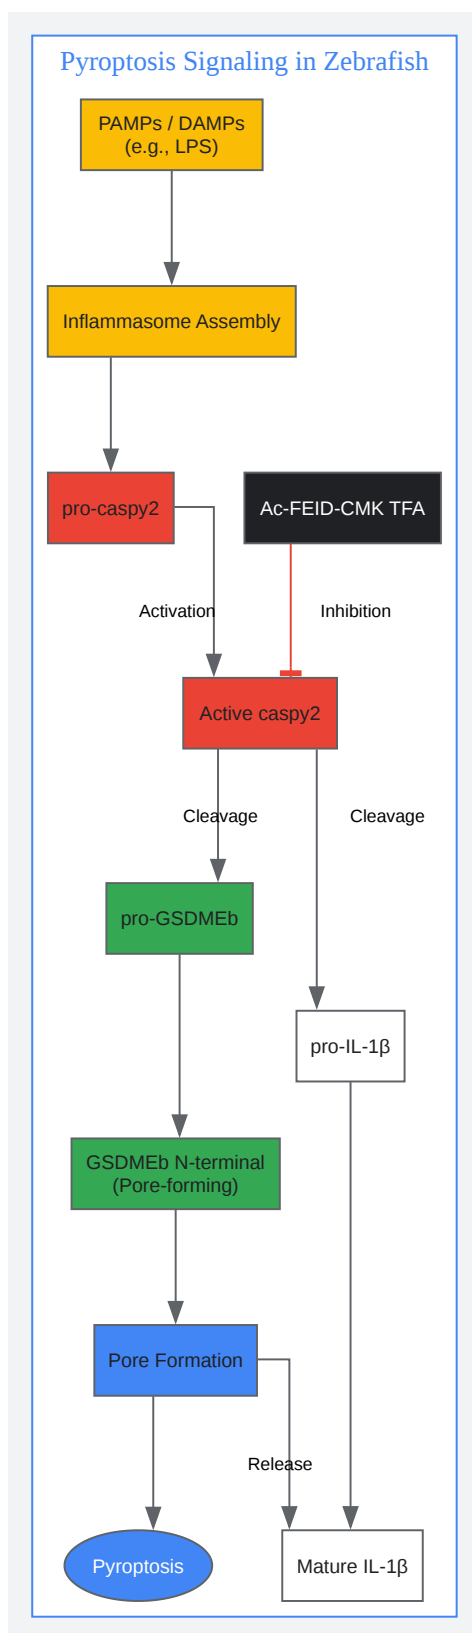 Pyroptosis Signaling in Zebrafish
PAMPs / DAMPs
(e.g., LPS)
Inflammasome Assembly
pro-caspy2
Ac-FEID-CMK TFA
Activation
Inhibition
Active caspy2
Cleavage
Cleavage
pro-GSDMEb
pro-IL-1β
GSDMEb N-terminal
(Pore-forming)
Pore Formation
Release
Pyroptosis
Mature IL-1β